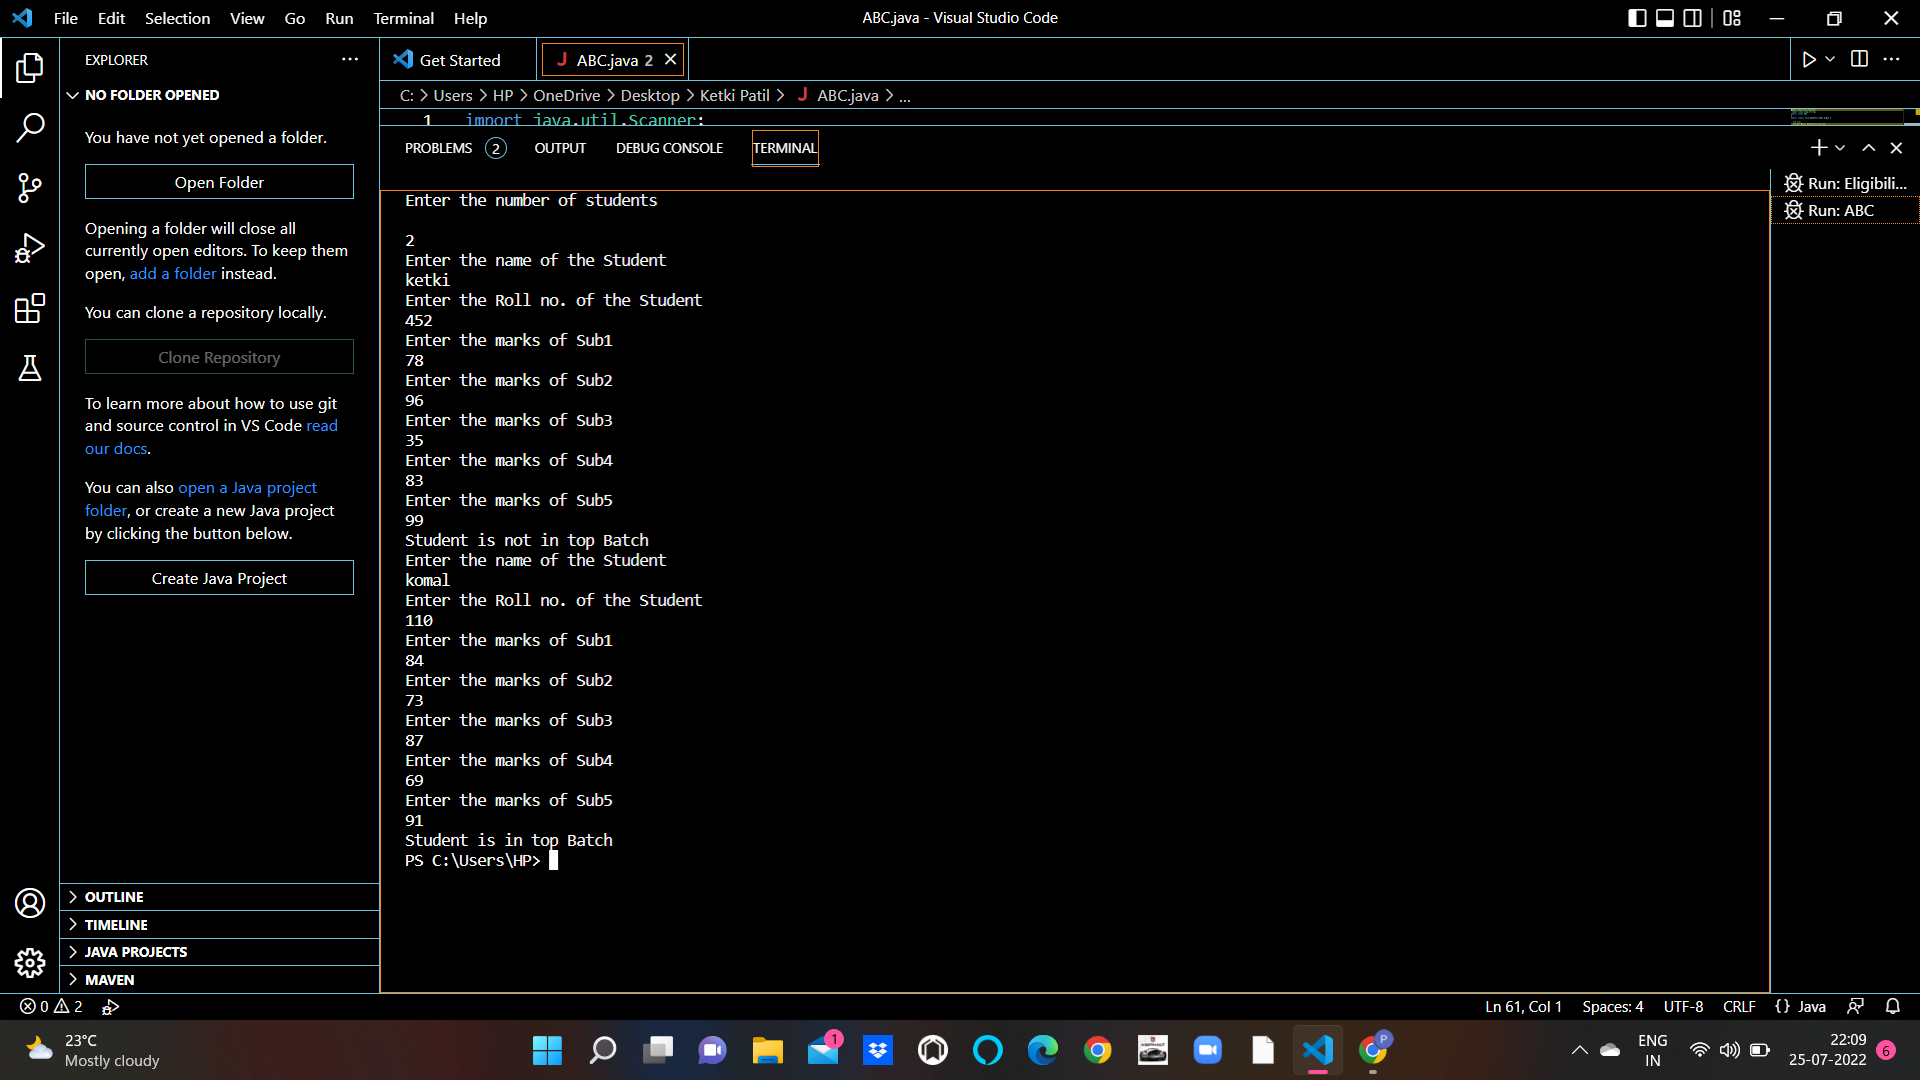 File Edit Selection View Go Run Terminal Help
ABC.java - Visual Studio Code
EXPLORER
NO FOLDER OPENED
You have not yet opened a folder.
Open Folder
Opening a folder will close all
currently open editors. To keep them
open, add a folder instead.
You can clone a repository locally.
Clone Repository
To learn more about how to use git
and source control in VS Code read
our docs.
You can also open a Java project
folder, or create a new Java project
by clicking the button below.
Create Java Project
OUTLINE
TIMELINE
JAVA PROJECTS
MAVEN
Get Started
J ABC.java 2
C: > Users > HP > OneDrive > Desktop > Ketki Patil > J ABC.java > ...
1 import java.util.Scanner;
PROBLEMS 2 OUTPUT DEBUG CONSOLE TERMINAL
Enter the number of students
2
Enter the name of the Student
ketki
Enter the Roll no. of the Student
452
Enter the marks of Sub1
78
Enter the marks of Sub2
96
Enter the marks of Sub3
35
Enter the marks of Sub4
83
Enter the marks of Sub5
99
Student is not in top Batch
Enter the name of the Student
komal
Enter the Roll no. of the Student
110
Enter the marks of Sub1
84
Enter the marks of Sub2
73
Enter the marks of Sub3
87
Enter the marks of Sub4
69
Enter the marks of Sub5
91
Student is in top Batch
PS C:\Users\HP>
Run: Eligibili...
Run: ABC
0 2
Ln 61, Col 1 Spaces: 4 UTF-8 CRLF {} Java
23°C
Mostly cloudy
1
P
ENG
IN
22:09
25-07-2022
6